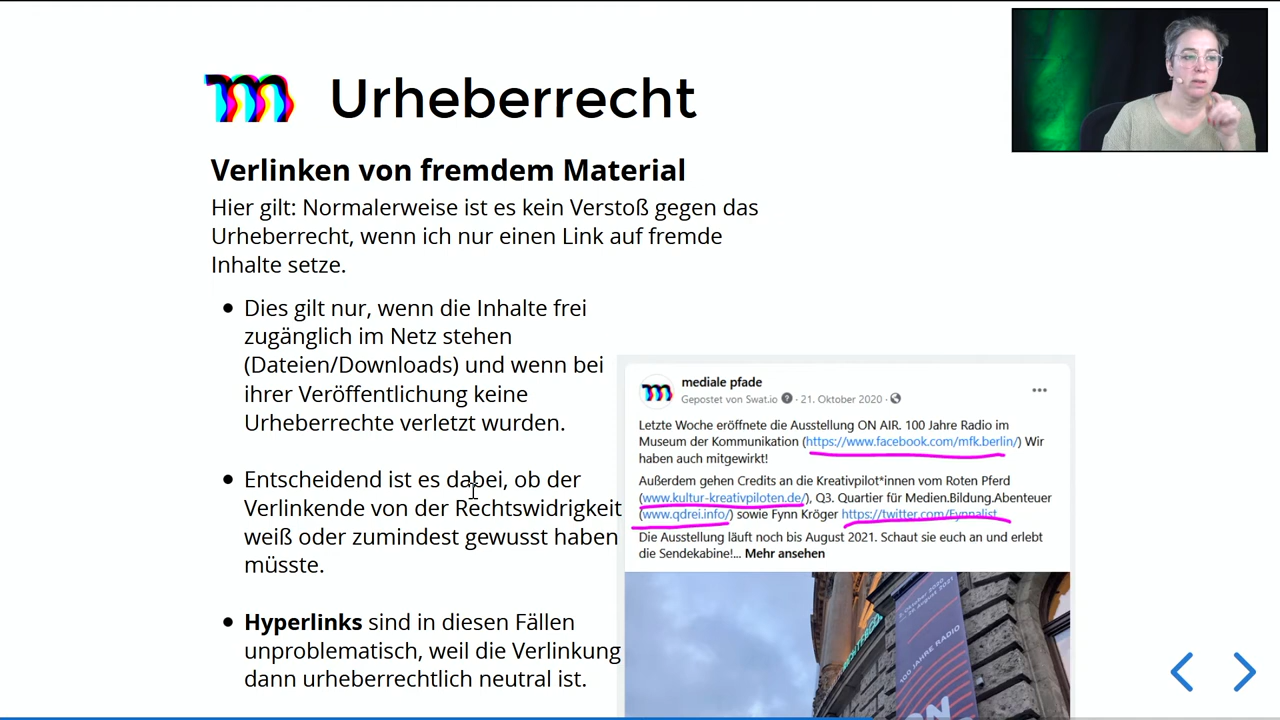 m Urheberrecht
Verlinken von fremdem Material
Hier gilt: Normalerweise ist es kein Verstoß gegen das
Urheberrecht, wenn ich nur einen Link auf fremde
Inhalte setze.
Dies gilt nur, wenn die Inhalte frei
zugänglich im Netz stehen
(Dateien/Downloads) und wenn bei
ihrer Veröffentlichung keine
Urheberrechte verletzt wurden.
Entscheidend ist es dabei, ob der
Verlinkende von der Rechtswidrigkeit
weiß oder zumindest gewusst haben
müsste.
Hyperlinks sind in diesen Fällen
unproblematisch, weil die Verlinkung
dann urheberrechtlich neutral ist.
m
mediale pfade
Gepostet von Swat.io ? · 21. Oktober 2020 ·
Letzte Woche eröffnete die Ausstellung ON AIR. 100 Jahre Radio im
Museum der Kommunikation (https://www.facebook.com/mfk.berlin/) Wir
haben auch mitgewirkt!
Außerdem gehen Credits an die Kreativpilot*innen vom Roten Pferd
(www.kultur-kreativpiloten.de/), Q3. Quartier für Medien.Bildung.Abenteuer
(www.qdrei.info/) sowie Fynn Kröger https://twitter.com/Fynnalist
Die Ausstellung läuft noch bis August 2021. Schaut sie euch an und erlebt
die Sendekabine!... Mehr ansehen
100 JAHRE RADIO
ON